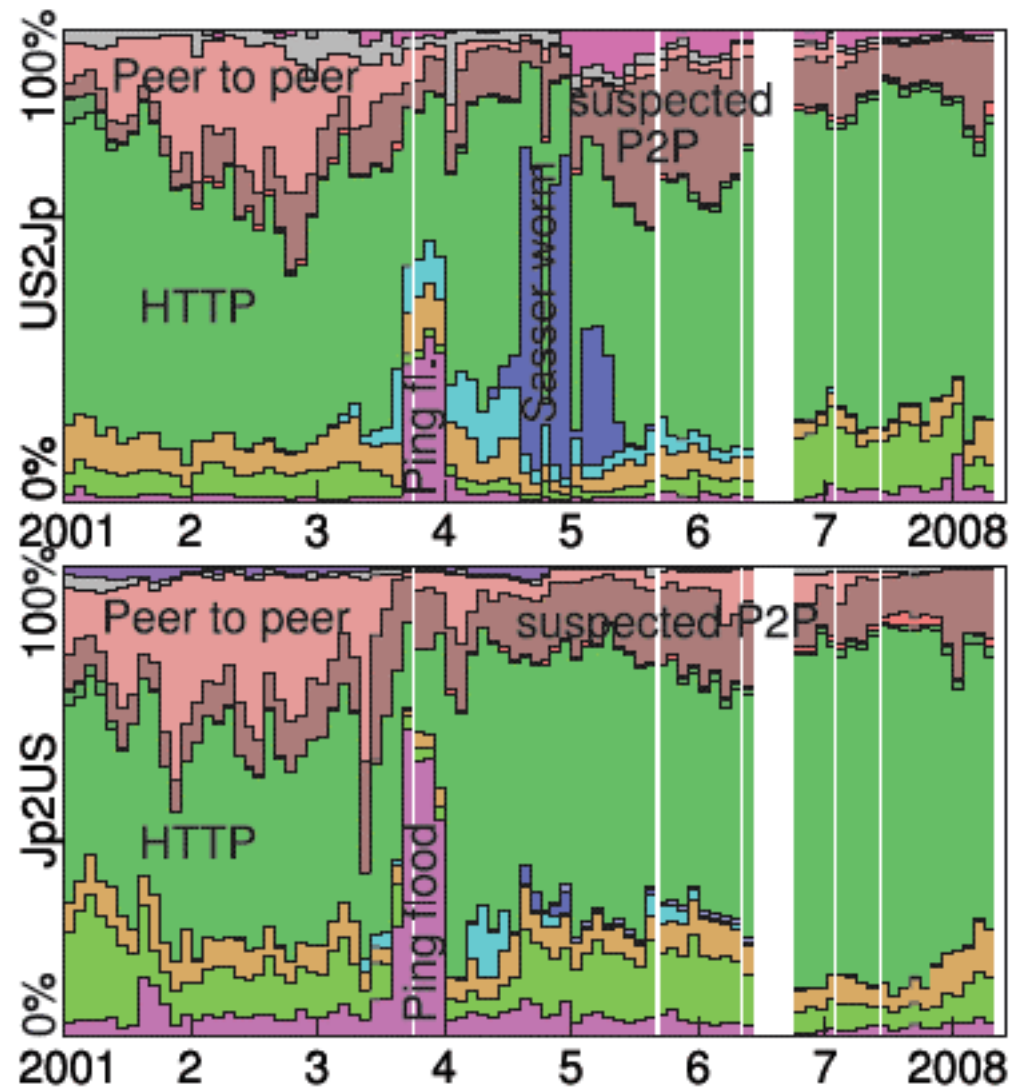 100%
Peer to peer
suspected
P2P
US2Jp
HTTP
Sasser worm
Ping fl.
0%
2001 2 3 4 5 6 7 2008
100%
Peer to peer
suspected P2P
Jp2US
HTTP
Ping flood
0%
2001 2 3 4 5 6 7 2008